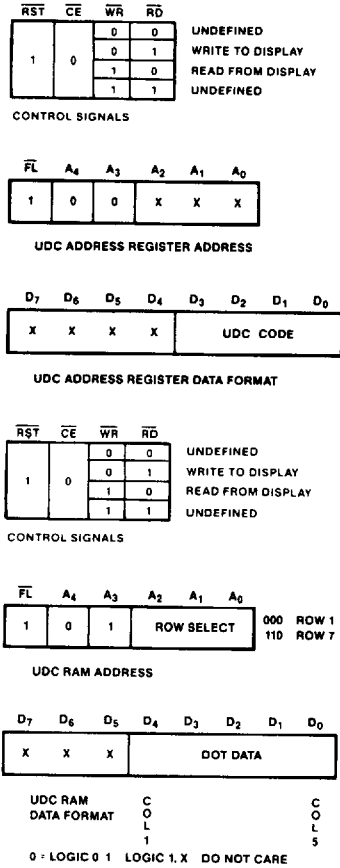 RST CE WR RD
0 0 UNDEFINED
1 0 0 1 WRITE TO DISPLAY
1 0 READ FROM DISPLAY
1 1 UNDEFINED
CONTROL SIGNALS
FL A4 A3 A2 A1 A0
1 0 0 X X X
UDC ADDRESS REGISTER ADDRESS
D7 D6 D5 D4 D3 D2 D1 D0
X X X X UDC CODE
UDC ADDRESS REGISTER DATA FORMAT
RST CE WR RD
0 0 UNDEFINED
1 0 0 1 WRITE TO DISPLAY
1 0 READ FROM DISPLAY
1 1 UNDEFINED
CONTROL SIGNALS
FL A4 A3 A2 A1 A0
1 0 1 ROW SELECT 000 ROW 1
110 ROW 7
UDC RAM ADDRESS
D7 D6 D5 D4 D3 D2 D1 D0
X X X DOT DATA
UDC RAM C C
DATA FORMAT O O
L L
1 5
0 = LOGIC 0 1 LOGIC 1, X DO NOT CARE